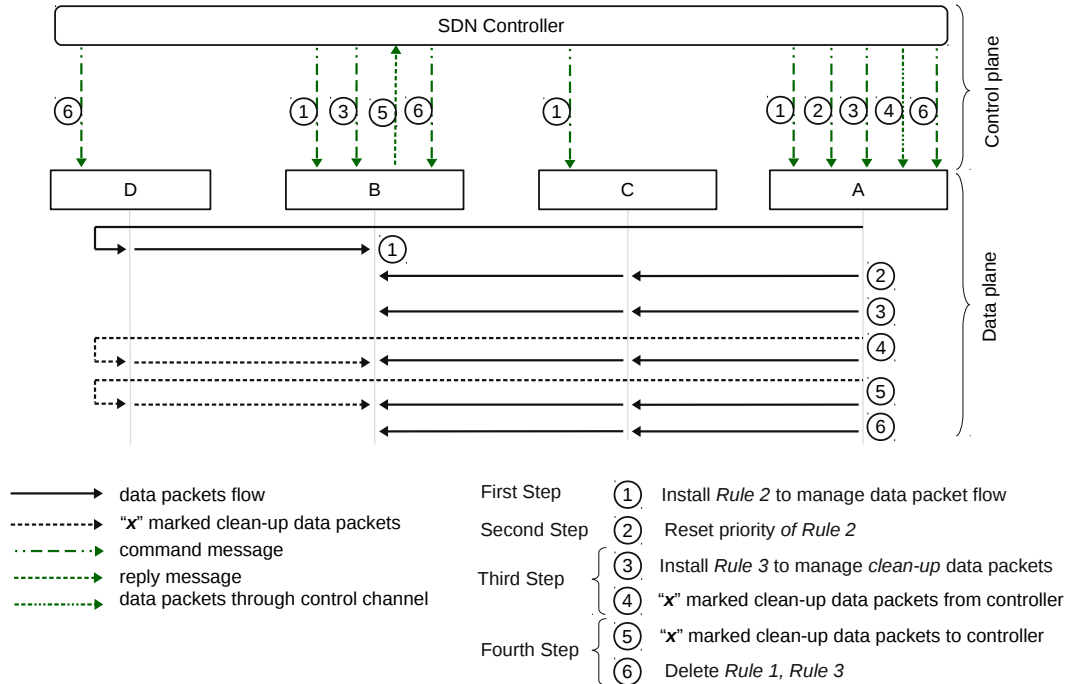 SDN Controller
Control plane
6 1 3 5 6 1 1 2 3 4 6
D B C A
Data plane
1
2
3
4
5
6
data packets flow
“x” marked clean-up data packets
command message
reply message
data packets through control channel
First Step 1 Install Rule 2 to manage data packet flow
Second Step 2 Reset priority of Rule 2
Third Step
3 Install Rule 3 to manage clean-up data packets
4 “x” marked clean-up data packets from controller
Fourth Step
5 “x” marked clean-up data packets to controller
6 Delete Rule 1, Rule 3